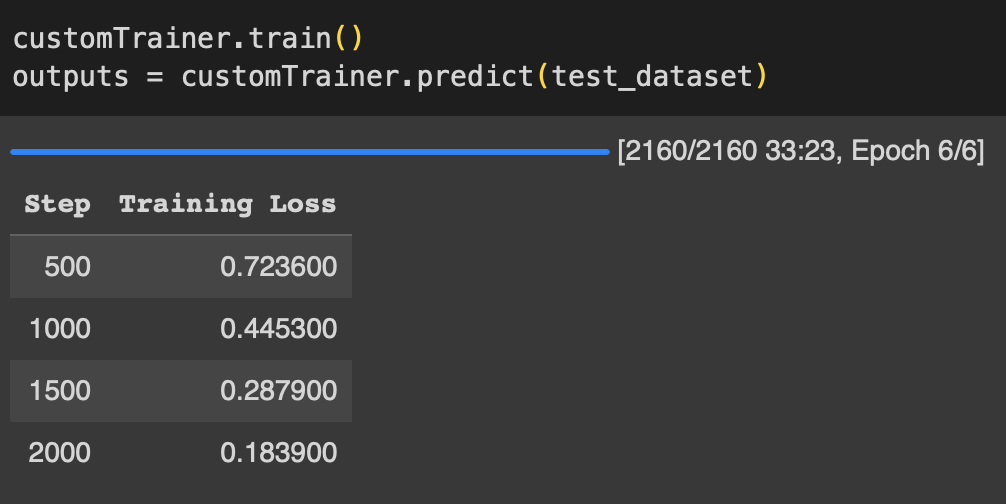 customTrainer.train()
outputs = customTrainer.predict(test_dataset)
[2160/2160 33:23, Epoch 6/6]
Step Training Loss
500 0.723600
1000 0.445300
1500 0.287900
2000 0.183900